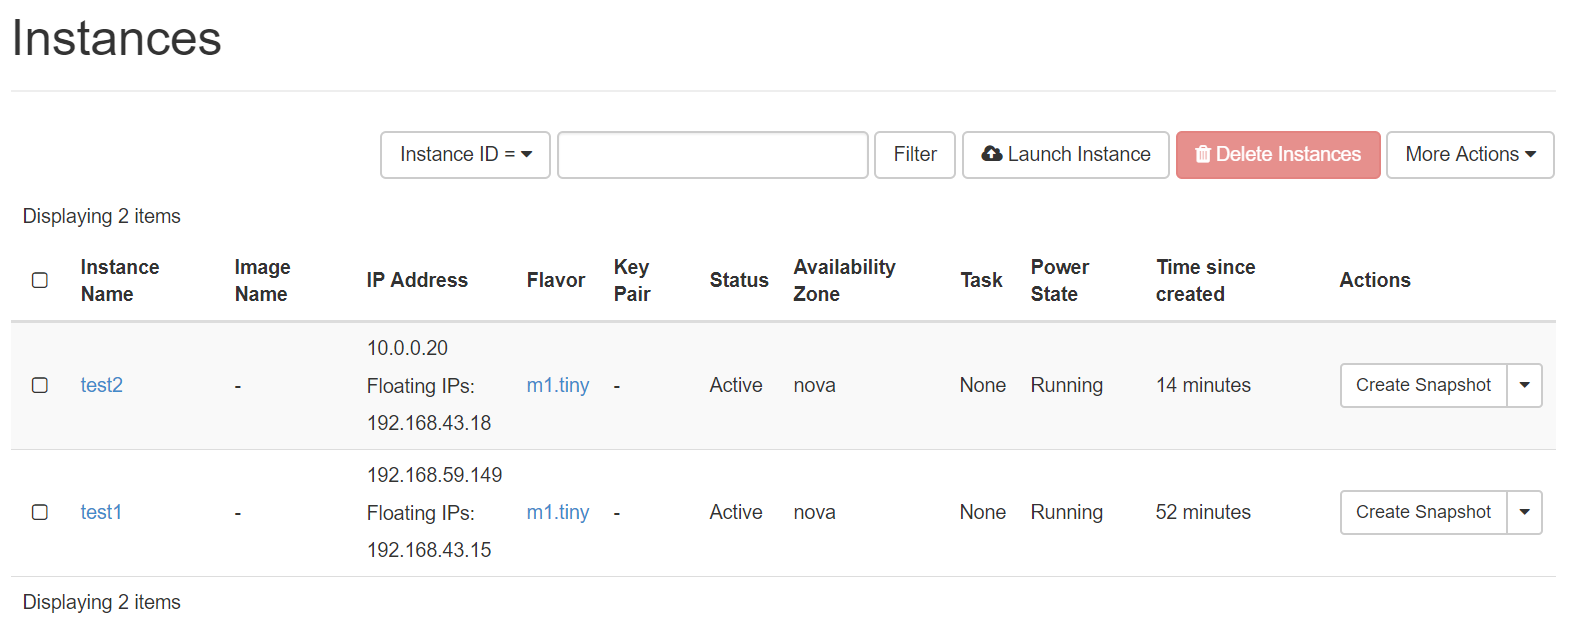 Instances
Instance ID = Filter Launch Instance Delete Instances More Actions
Displaying 2 items
Instance Name Image Name IP Address Flavor Key Pair Status Availability Zone Task Power State Time since created Actions
10.0.0.20
test2 - Floating IPs: m1.tiny - Active nova None Running 14 minutes Create Snapshot
192.168.43.18
192.168.59.149
test1 - Floating IPs: m1.tiny - Active nova None Running 52 minutes Create Snapshot
192.168.43.15
Displaying 2 items